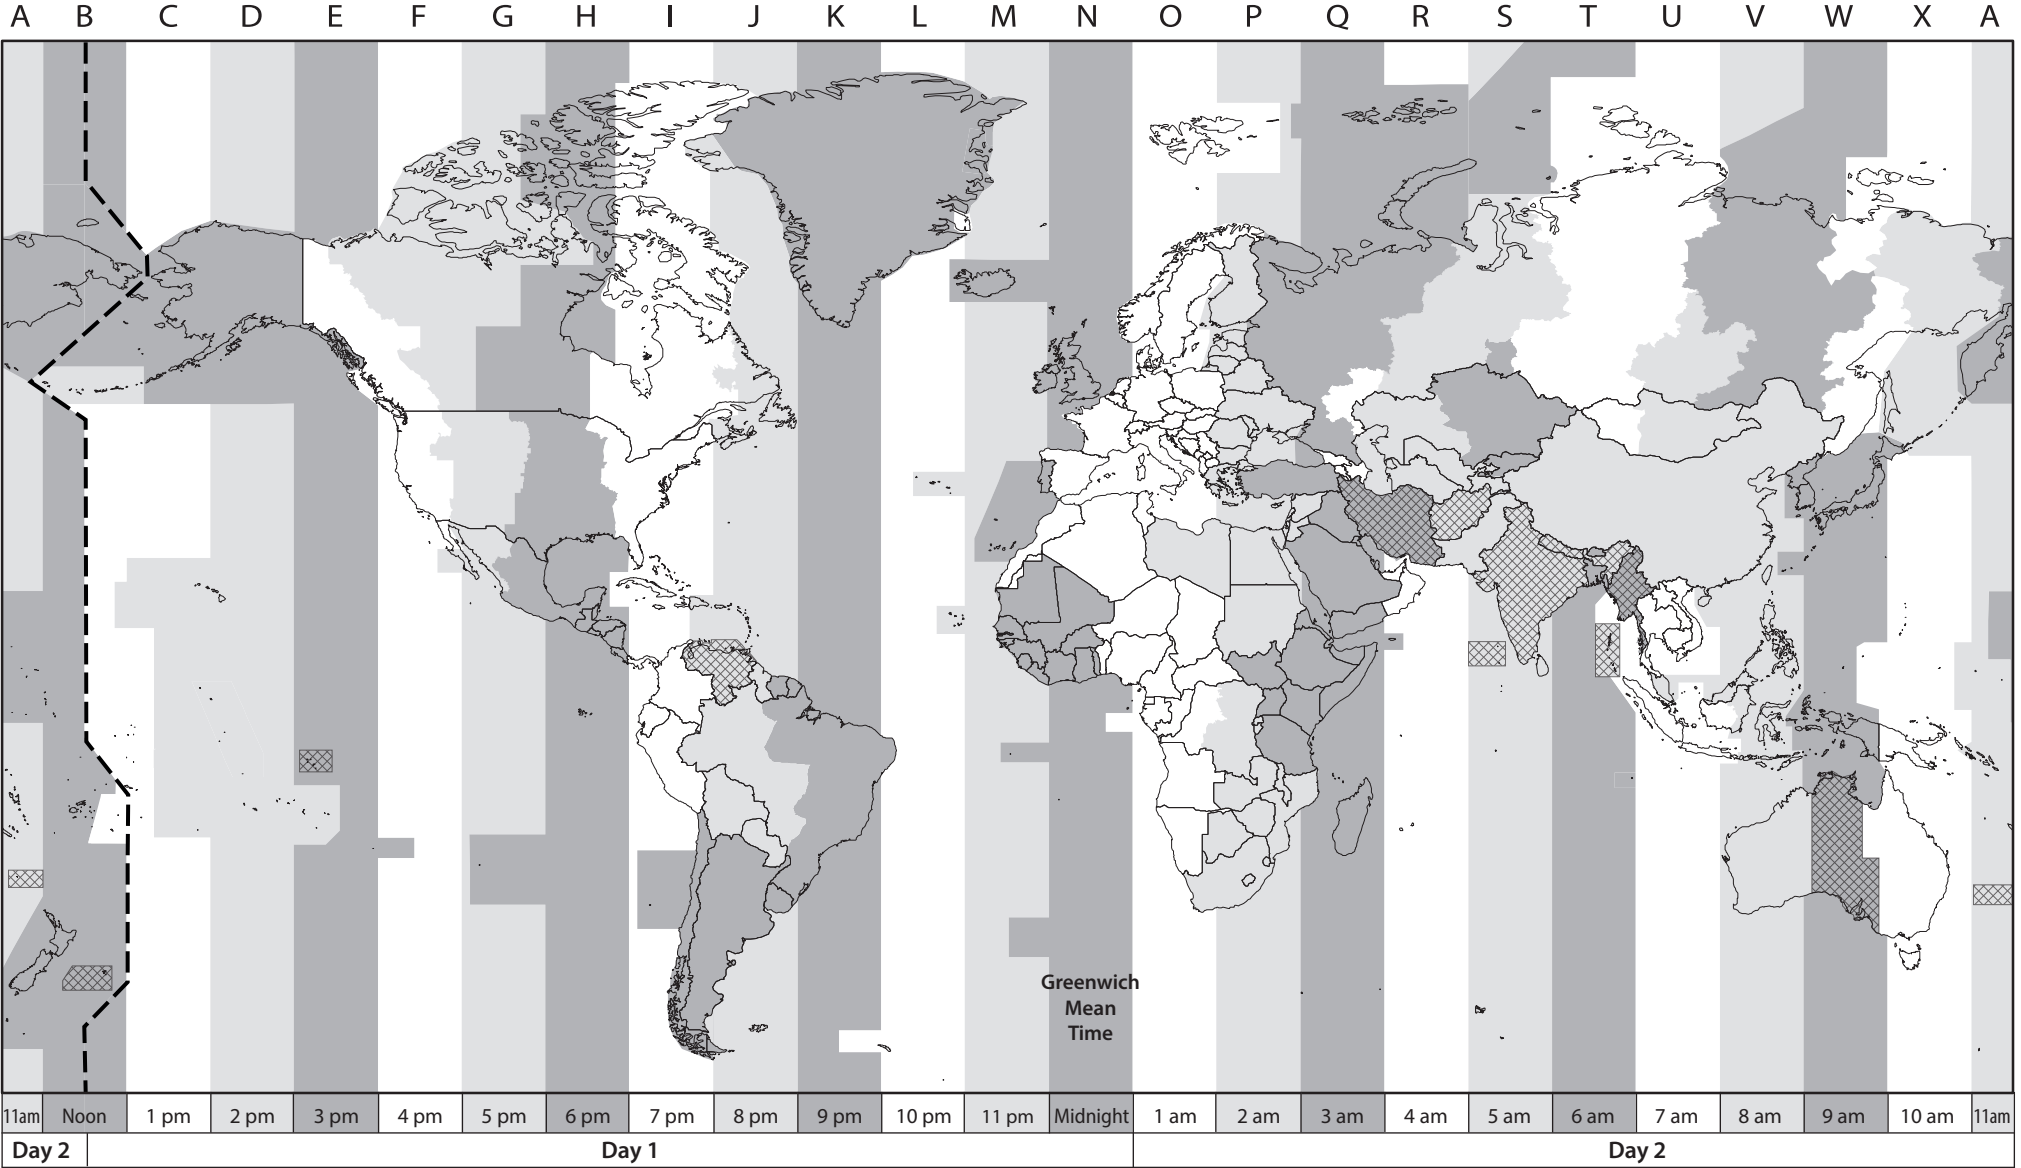 A B C D E F G H I J K L M N O P Q R S T U V W X A
Greenwich
Mean
Time
11am Noon 1 pm 2 pm 3 pm 4 pm 5 pm 6 pm 7 pm 8 pm 9 pm 10 pm 11 pm Midnight 1 am 2 am 3 am 4 am 5 am 6 am 7 am 8 am 9 am 10 am 11am
Day 2 Day 1 Day 2